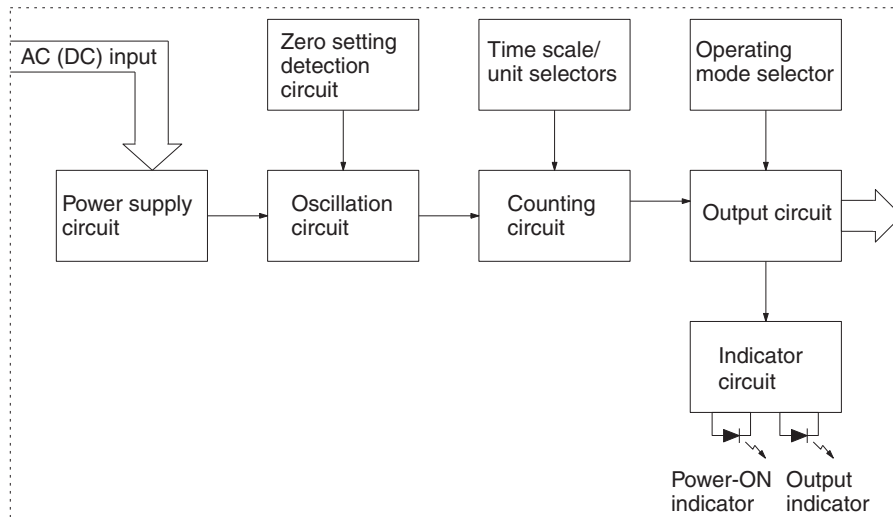 AC (DC) input
Zero setting
detection
circuit
Time scale/
unit selectors
Operating
mode selector
Power supply
circuit
Oscillation
circuit
Counting
circuit
Output circuit
Indicator
circuit
Power-ON
indicator
Output
indicator